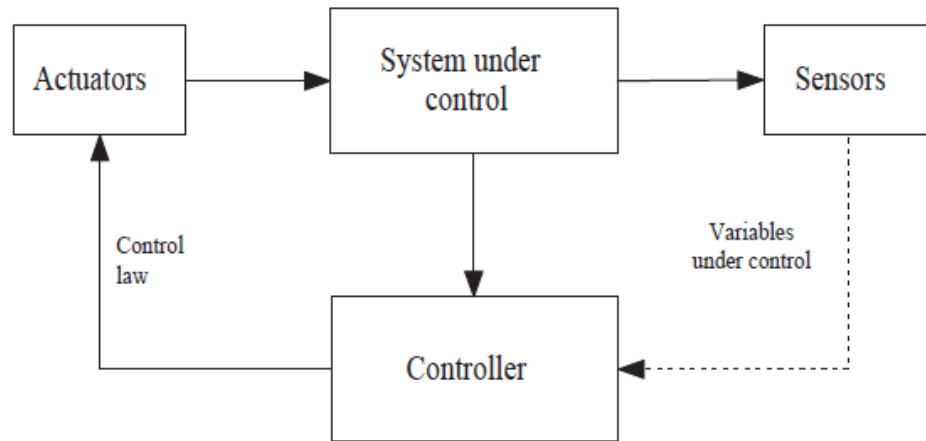 Actuators
System under
control
Sensors
Control
law
Variables
under control
Controller